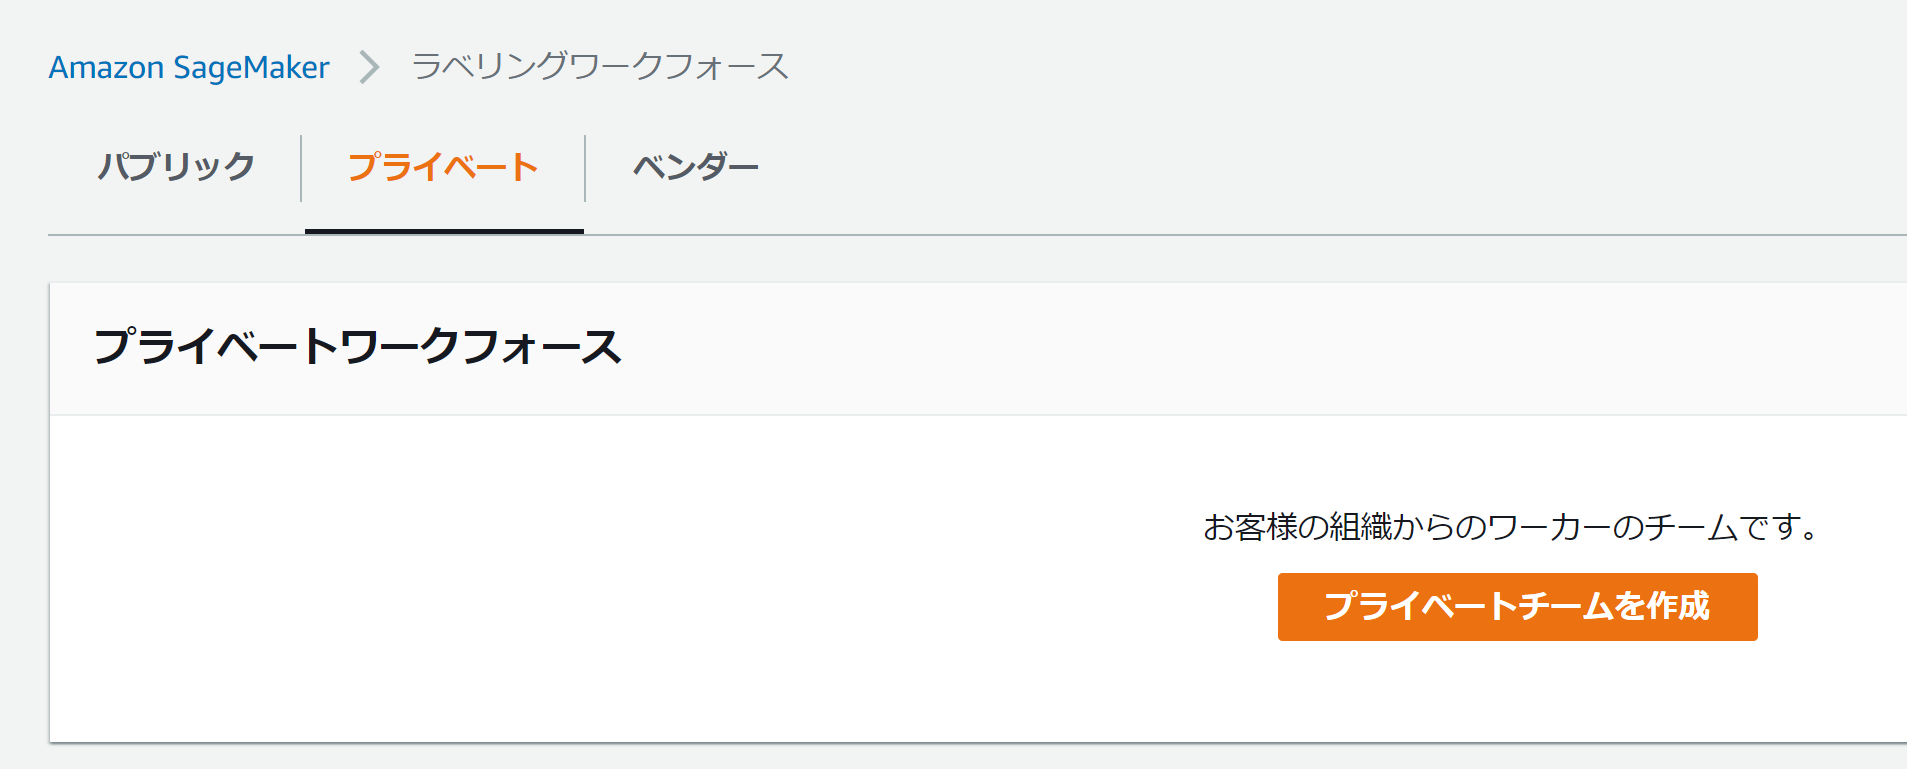 Amazon SageMaker > ラベリングワークフォース
パブリック プライベート ベンダー
プライベートワークフォース
お客様の組織からのワーカーのチームです。
プライベートチームを作成